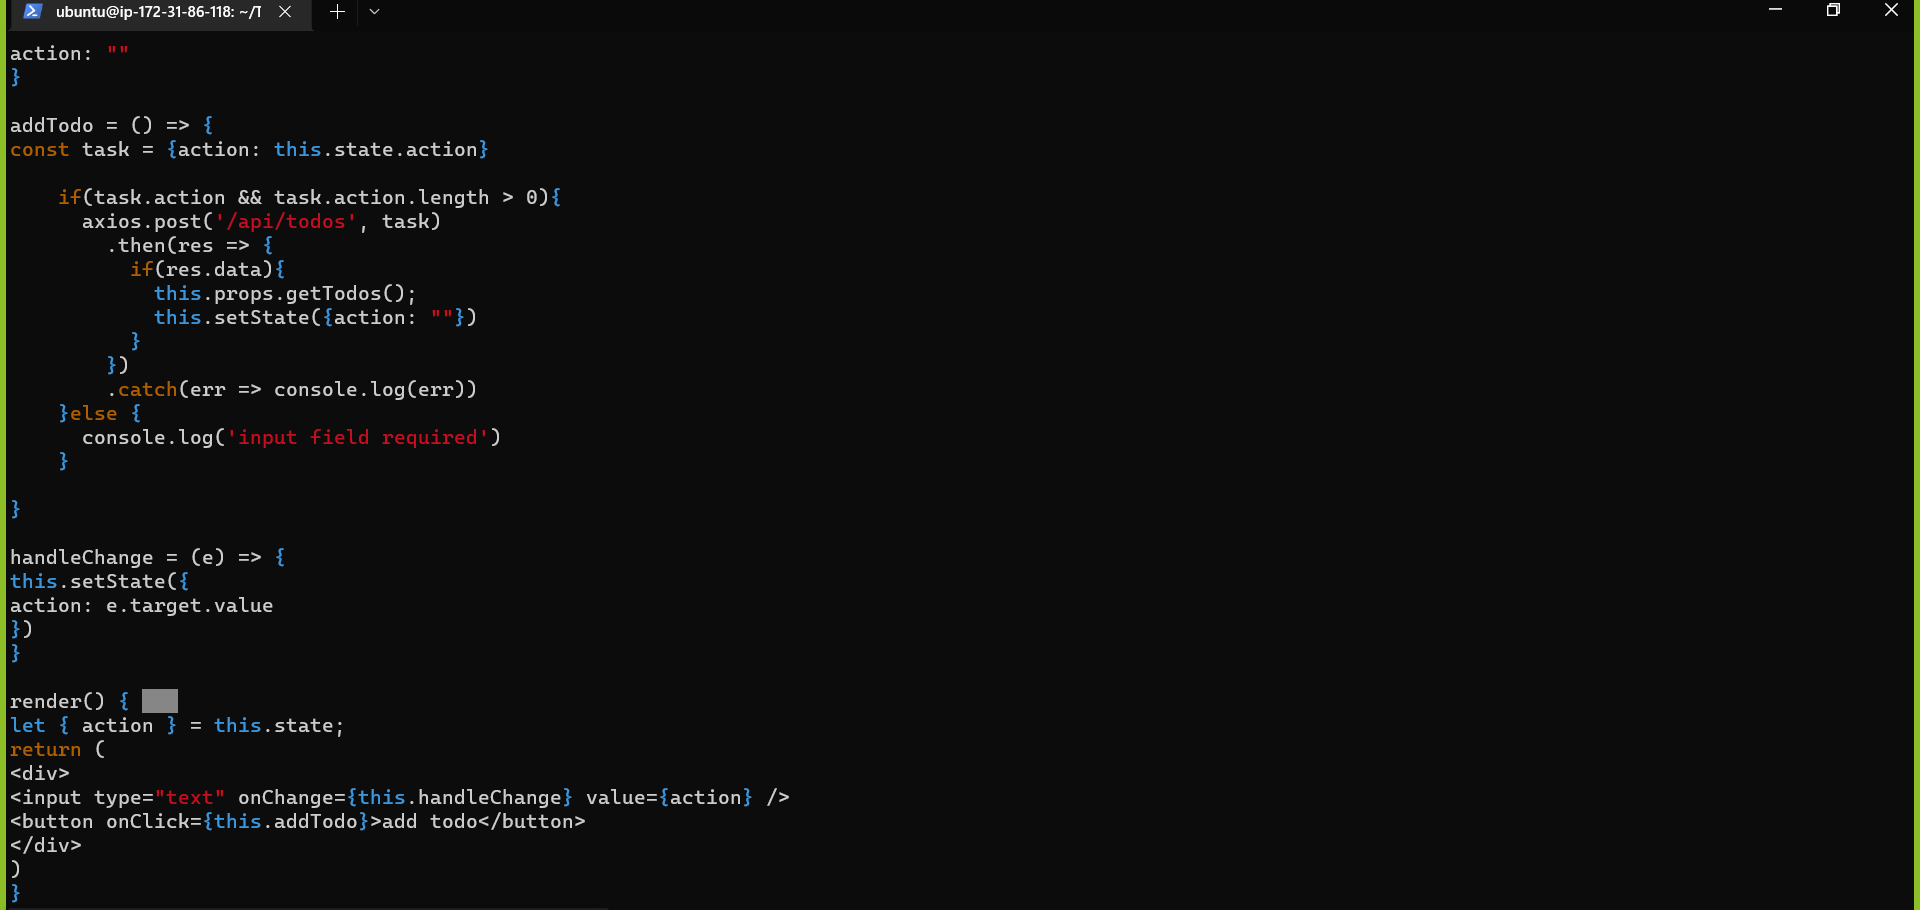 ubuntu@ip-172-31-86-118: ~/T
action: ""
}

addTodo = () => {
const task = {action: this.state.action}

    if(task.action && task.action.length > 0){
      axios.post('/api/todos', task)
        .then(res => {
          if(res.data){
            this.props.getTodos();
            this.setState({action: ""})
          }
        })
        .catch(err => console.log(err))
    }else {
      console.log('input field required')
    }

}

handleChange = (e) => {
this.setState({
action: e.target.value
})
}

render() {
let { action } = this.state;
return (
<div>
<input type="text" onChange={this.handleChange} value={action} />
<button onClick={this.addTodo}>add todo</button>
</div>
)
}